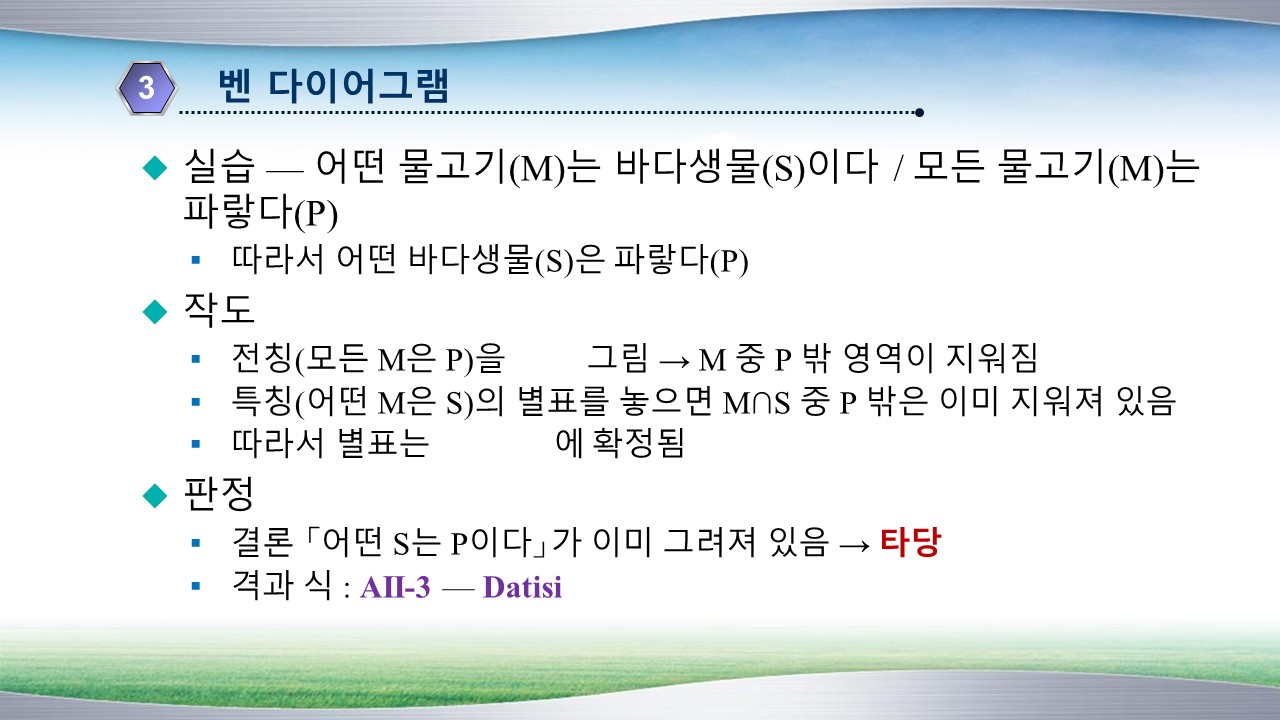 3 벤 다이어그램
실습 — 어떤 물고기(M)는 바다생물(S)이다 / 모든 물고기(M)는
파랗다(P)
따라서 어떤 바다생물(S)은 파랗다(P)
작도
전칭(모든 M은 P)을 그림 → M 중 P 밖 영역이 지워짐
특칭(어떤 M은 S)의 별표를 놓으면 M∩S 중 P 밖은 이미 지워져 있음
따라서 별표는 에 확정됨
판정
결론 「어떤 S는 P이다」가 이미 그려져 있음 → 타당
격과 식 : AII-3 — Datisi